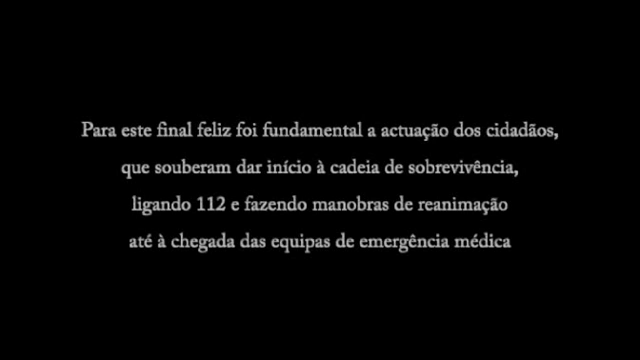 Para este final feliz foi fundamental a actuação dos cidadãos,
que souberam dar início à cadeia de sobrevivência,
ligando 112 e fazendo manobras de reanimação
até à chegada das equipas de emergência médica